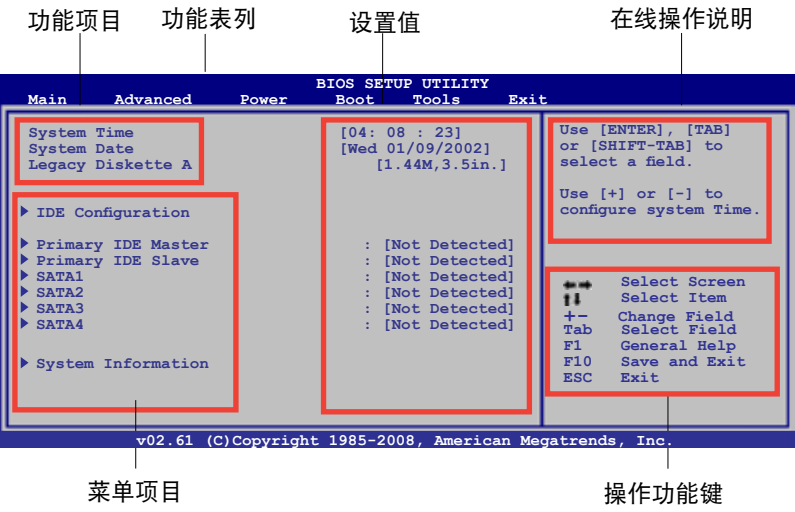 功能项目 功能表列 设置值 在线操作说明
BIOS SETUP UTILITY
Main Advanced Power Boot Tools Exit
System Time [04: 08 : 23]
System Date [Wed 01/09/2002]
Legacy Diskette A [1.44M,3.5in.]
IDE Configuration
Primary IDE Master : [Not Detected]
Primary IDE Slave : [Not Detected]
SATA1 : [Not Detected]
SATA2 : [Not Detected]
SATA3 : [Not Detected]
SATA4 : [Not Detected]
System Information
Use [ENTER], [TAB]
or [SHIFT-TAB] to
select a field.
Use [+] or [-] to
configure system Time.
←→ Select Screen
↑↓ Select Item
+- Change Field
Tab Select Field
F1 General Help
F10 Save and Exit
ESC Exit
v02.61 (C)Copyright 1985-2008, American Megatrends, Inc.
菜单项目 操作功能键